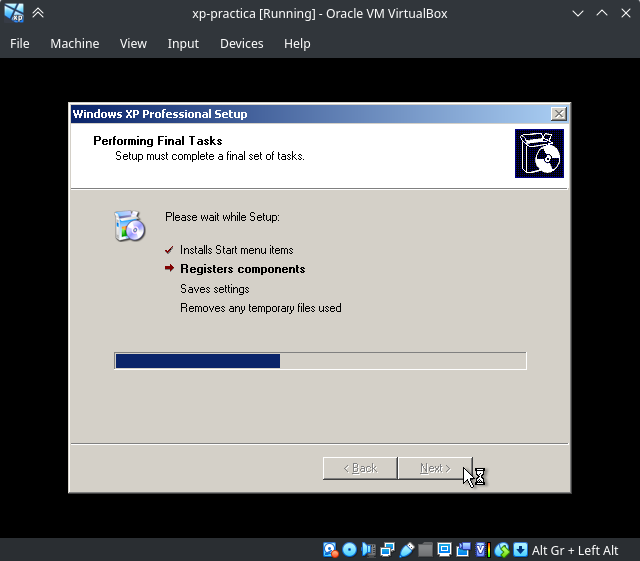 xp-practica [Running] - Oracle VM VirtualBox
File Machine View Input Devices Help
Windows XP Professional Setup
Performing Final Tasks
Setup must complete a final set of tasks.
Please wait while Setup:
Installs Start menu items
Registers components
Saves settings
Removes any temporary files used
< Back Next >
Alt Gr + Left Alt